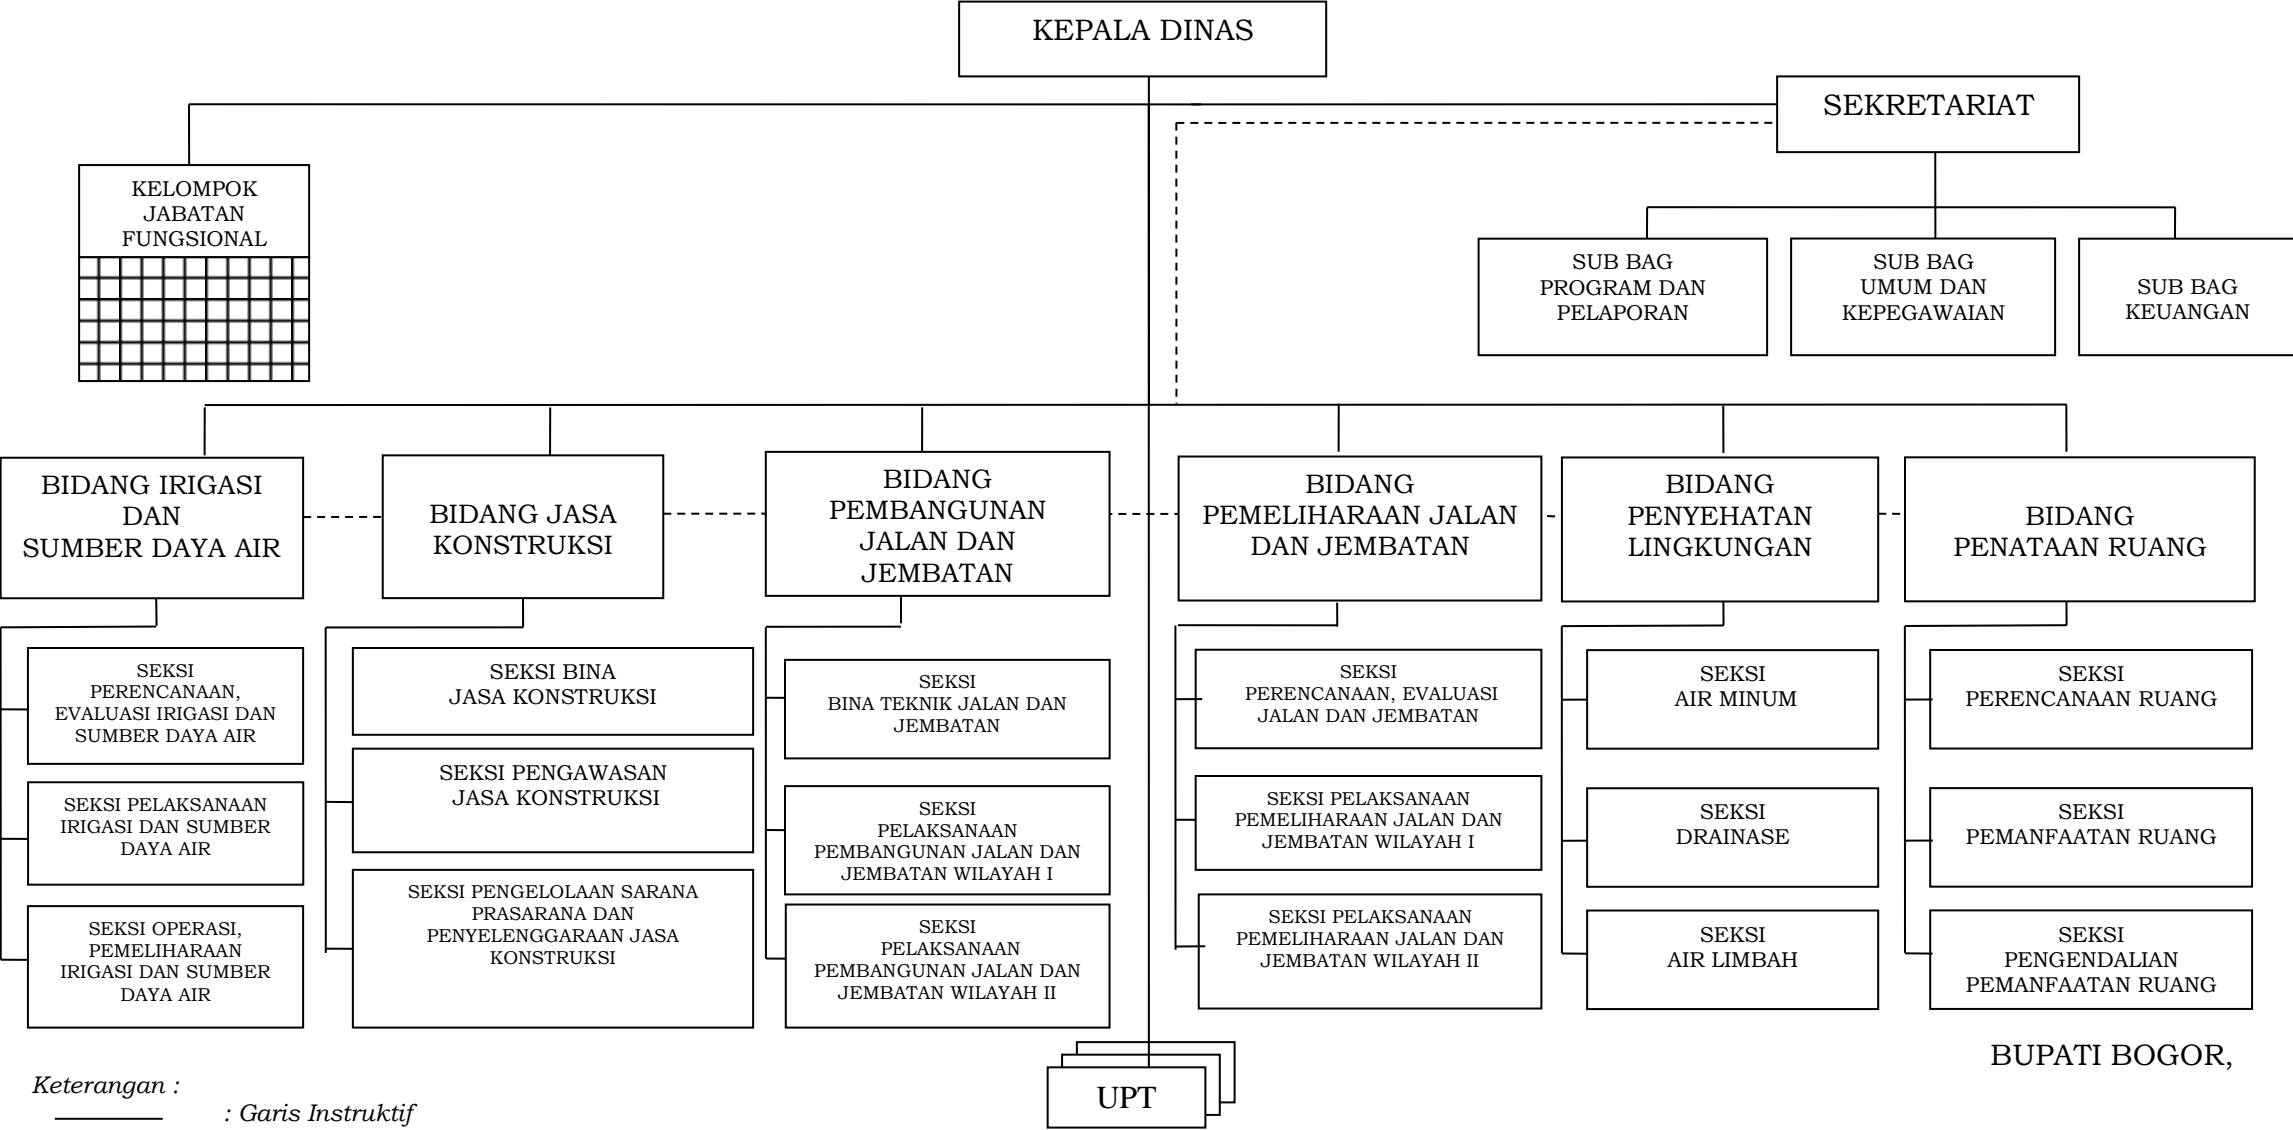 KEPALA DINAS
SEKRETARIAT
KELOMPOK
JABATAN
FUNGSIONAL
SUB BAG
PROGRAM DAN
PELAPORAN
SUB BAG
UMUM DAN
KEPEGAWAIAN
SUB BAG
KEUANGAN
BIDANG IRIGASI
DAN
SUMBER DAYA AIR
BIDANG JASA
KONSTRUKSI
BIDANG
PEMBANGUNAN
JALAN DAN
JEMBATAN
BIDANG
PEMELIHARAAN JALAN
DAN JEMBATAN
BIDANG
PENYEHATAN
LINGKUNGAN
BIDANG
PENATAAN RUANG
SEKSI
PERENCANAAN,
EVALUASI IRIGASI DAN
SUMBER DAYA AIR
SEKSI PELAKSANAAN
IRIGASI DAN SUMBER
DAYA AIR
SEKSI OPERASI,
PEMELIHARAAN
IRIGASI DAN SUMBER
DAYA AIR
SEKSI BINA
JASA KONSTRUKSI
SEKSI PENGAWASAN
JASA KONSTRUKSI
SEKSI PENGELOLAAN SARANA
PRASARANA DAN
PENYELENGGARAAN JASA
KONSTRUKSI
SEKSI
BINA TEKNIK JALAN DAN
JEMBATAN
SEKSI
PELAKSANAAN
PEMBANGUNAN JALAN DAN
JEMBATAN WILAYAH I
SEKSI
PELAKSANAAN
PEMBANGUNAN JALAN DAN
JEMBATAN WILAYAH II
SEKSI
PERENCANAAN, EVALUASI
JALAN DAN JEMBATAN
SEKSI PELAKSANAAN
PEMELIHARAAN JALAN DAN
JEMBATAN WILAYAH I
SEKSI PELAKSANAAN
PEMELIHARAAN JALAN DAN
JEMBATAN WILAYAH II
SEKSI
AIR MINUM
SEKSI
DRAINASE
SEKSI
AIR LIMBAH
SEKSI
PERENCANAAN RUANG
SEKSI
PEMANFAATAN RUANG
SEKSI
PENGENDALIAN
PEMANFAATAN RUANG
UPT
BUPATI BOGOR,
Keterangan :
: Garis Instruktif